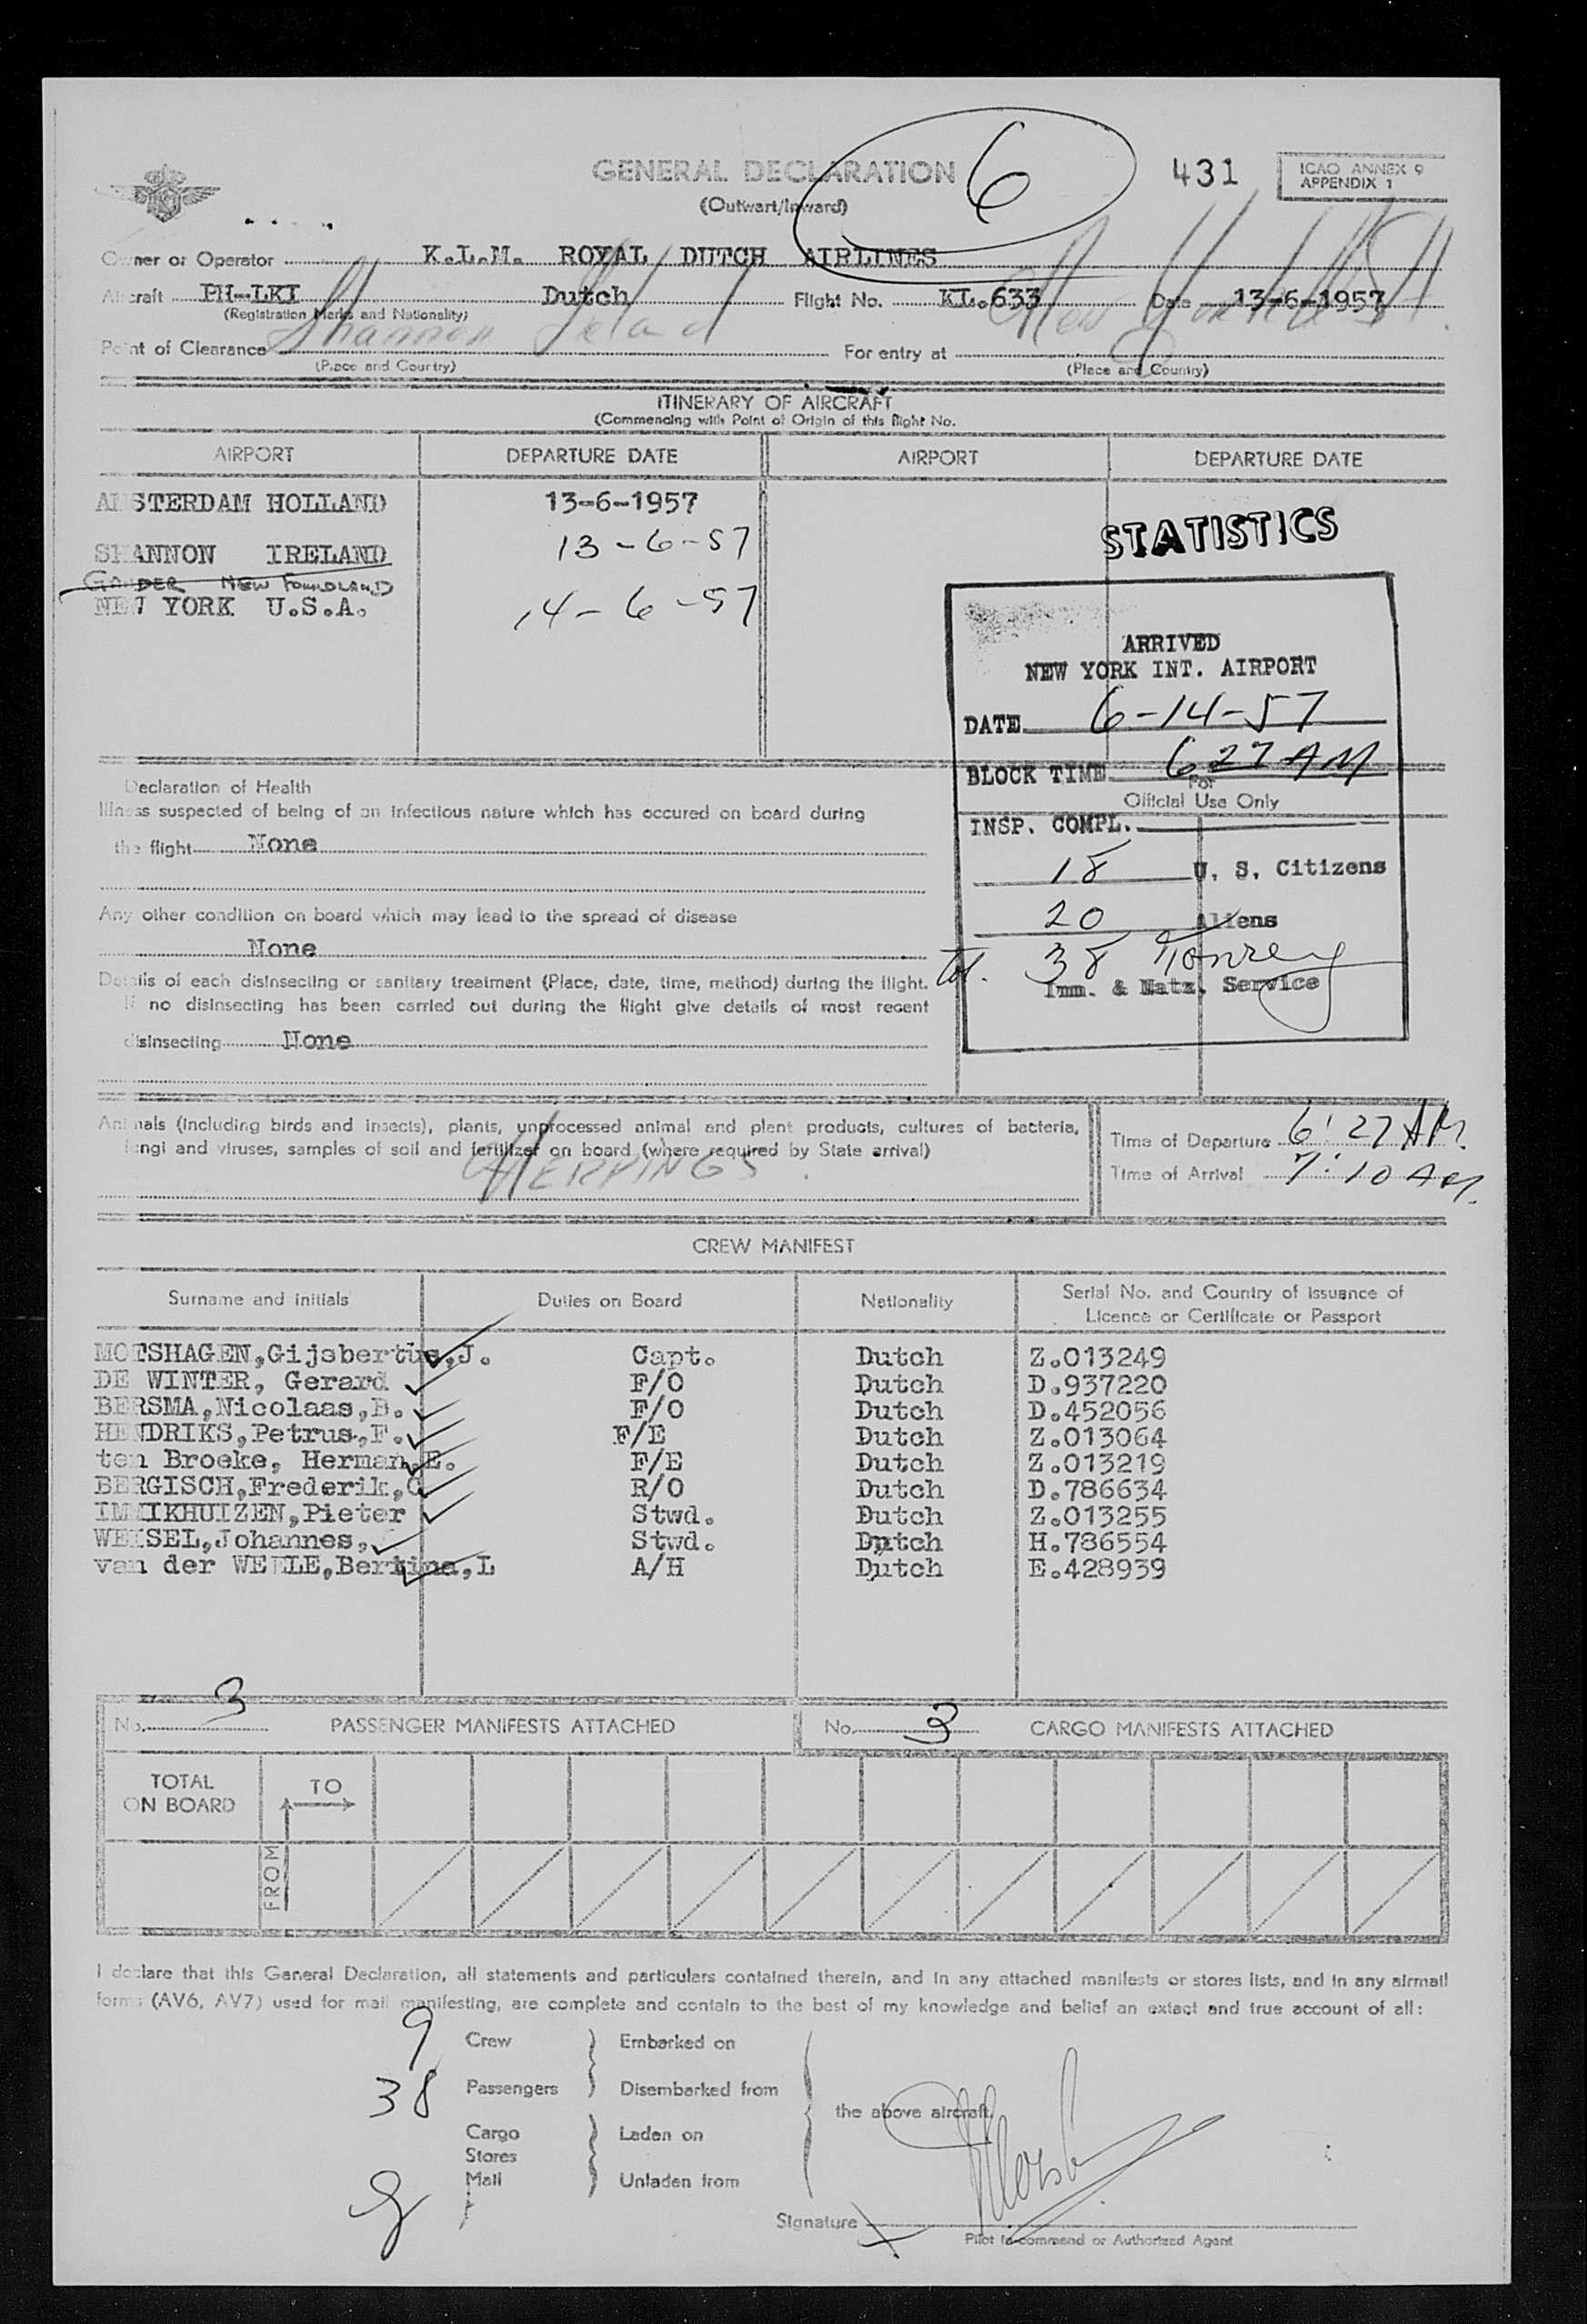 GENERAL DECLARATION
(Outwart/Inward)
6
431
ICAO ANNEX 9
APPENDIX 1
Owner or Operator K.L.M. ROYAL DUTCH AIRLINES
Aircraft PH-LKI Dutch Flight No. KL.633 Date 13-6-1957
(Registration Marks and Nationality)
Point of Clearance Shannon Ireland For entry at New York
(Place and Country) (Place and Country)
ITINERARY OF AIRCRAFT
(Commencing with Point of Origin of this flight No.
AIRPORT DEPARTURE DATE AIRPORT DEPARTURE DATE
AMSTERDAM HOLLAND 13-6-1957
SHANNON IRELAND 13-6-57
GANDER NEW FOUNDLAND
NEW YORK U.S.A. 14-6-57
STATISTICS
ARRIVED
NEW YORK INT. AIRPORT
DATE 6-14-57
BLOCK TIME 627 AM
For
Official Use Only
INSP. COMPL.
18 U. S. Citizens
20 Aliens
Tot. 38
Imm. & Natz. Service
Declaration of Health
Illness suspected of being of an infectious nature which has occured on board during
the flight None
Any other condition on board which may lead to the spread of disease
None
Details of each disinsecting or sanitary treatment (Place, date, time, method) during the flight.
If no disinsecting has been carried out during the flight give details of most recent
disinsecting None
Animals (including birds and insects), plants, unprocessed animal and plant products, cultures of bacteria,
fungi and viruses, samples of soil and fertilizer on board (where required by State arrival)
HERRINGS.
Time of Departure 6:27 AM.
Time of Arrival 7:10 AM.
CREW MANIFEST
Surname and initials Duties on Board Nationality Serial No. and Country of issuance of
Licence or Certificate or Passport
MOTSHAGEN,Gijsbertus,J. Capt. Dutch Z.013249
DE WINTER, Gerard F/O Dutch D.937220
BERSMA,Nicolaas,B. F/O Dutch D.452056
HENDRIKS,Petrus,F. F/E Dutch Z.013064
ten Broeke, Herman,E. F/E Dutch Z.013219
BERGISCH,Frederik,C R/O Dutch D.786634
IMMIKHUIZEN,Pieter Stwd. Dutch Z.013255
WEISEL,Johannes, Stwd. Dutch H.786554
van der WEELE,Bertina,L A/H Dutch E.428939
No. 3 PASSENGER MANIFESTS ATTACHED No. 3 CARGO MANIFESTS ATTACHED
TOTAL
ON BOARD
TO
FROM
I declare that this General Declaration, all statements and particulars contained therein, and in any attached manifests or stores lists, and in any airmail
forms (AV6, AV7) used for mail manifesting, are complete and contain to the best of my knowledge and belief an extact and true account of all:
9 Crew Embarked on
38 Passengers Disembarked from
the above aircraft.
Cargo Laden on
Stores
Mail Unladen from
Signature
Pilot in-commend or Authorized Agent